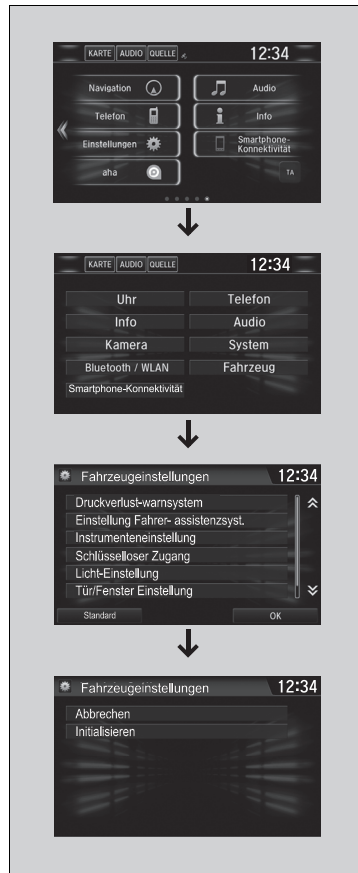 KARTE AUDIO QUELLE 12:34
Navigation Audio
Telefon Info
Einstellungen Smartphone-
Konnektivität
aha TA
KARTE AUDIO QUELLE 12:34
Uhr Telefon
Info Audio
Kamera System
Bluetooth / WLAN Fahrzeug
Smartphone-Konnektivität
Fahrzeugeinstellungen 12:34
Druckverlust-warnsystem
Einstellung Fahrer- assistenzsyst.
Instrumenteneinstellung
Schlüsselloser Zugang
Licht-Einstellung
Tür/Fenster Einstellung
Standard OK
Fahrzeugeinstellungen 12:34
Abbrechen
Initialisieren